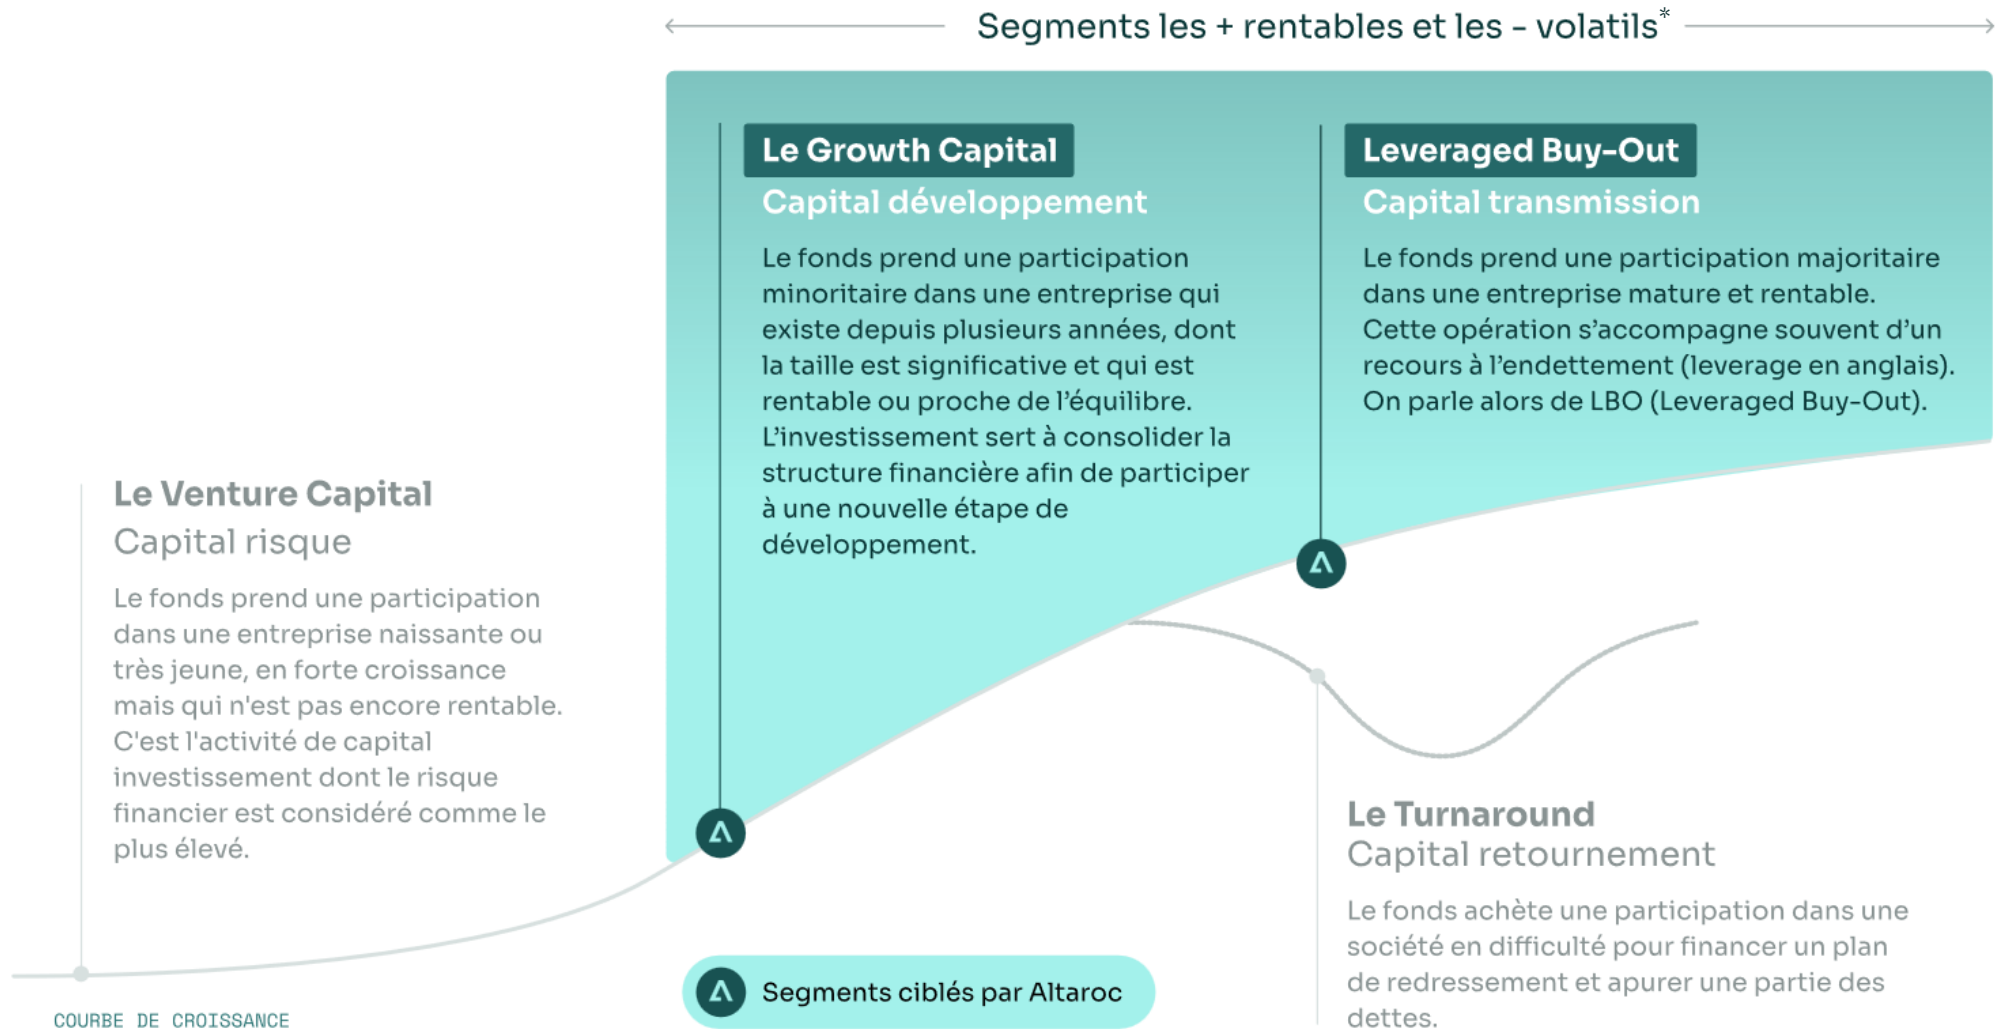 Segments les + rentables et les - volatils*
Le Growth Capital
Capital développement
Le fonds prend une participation
minoritaire dans une entreprise qui
existe depuis plusieurs années, dont
la taille est significative et qui est
rentable ou proche de l’équilibre.
L’investissement sert à consolider la
structure financière afin de participer
à une nouvelle étape de
développement.
Leveraged Buy-Out
Capital transmission
Le fonds prend une participation majoritaire
dans une entreprise mature et rentable.
Cette opération s’accompagne souvent d’un
recours à l’endettement (leverage en anglais).
On parle alors de LBO (Leveraged Buy-Out).
Le Venture Capital
Capital risque
Le fonds prend une participation
dans une entreprise naissante ou
très jeune, en forte croissance
mais qui n'est pas encore rentable.
C'est l'activité de capital
investissement dont le risque
financier est considéré comme le
plus élevé.
Le Turnaround
Capital retournement
Le fonds achète une participation dans une
société en difficulté pour financer un plan
de redressement et apurer une partie des
dettes.
Segments ciblés par Altaroc
COURBE DE CROISSANCE